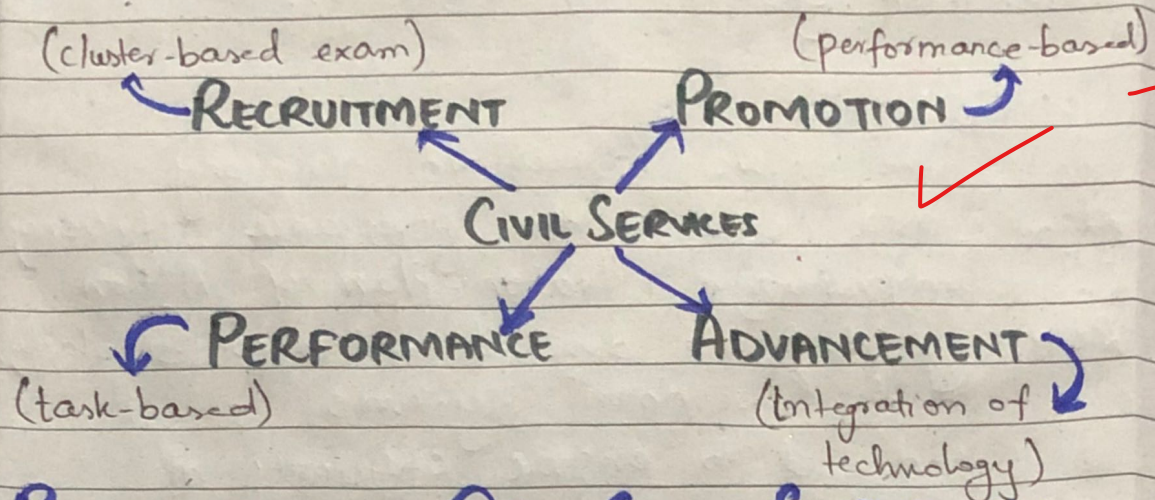 (cluster-based exam) (performance-based)
RECRUITMENT PROMOTION
CIVIL SERVICES
PERFORMANCE ADVANCEMENT
(task-based) (Integration of
technology)